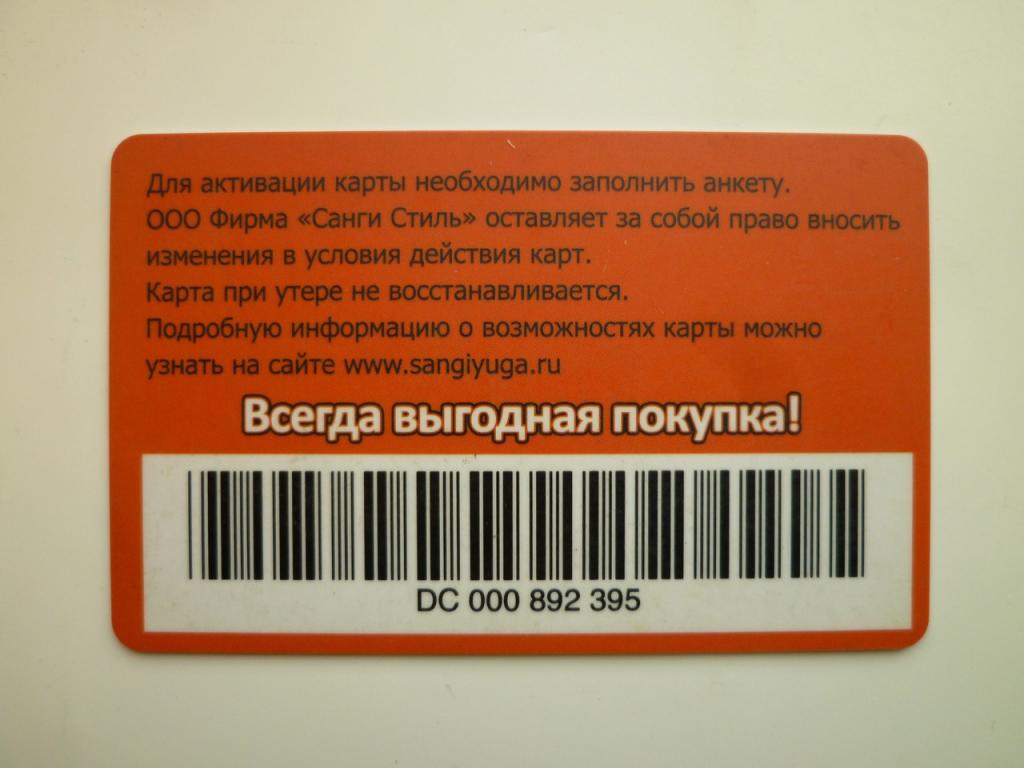 Для активации карты необходимо заполнить анкету.
ООО Фирма «Санги Стиль» оставляет за собой право вносить
изменения в условия действия карт.
Карта при утере не восстанавливается.
Подробную информацию о возможностях карты можно
узнать на сайте www.sangiyuga.ru
Всегда выгодная покупка!
DC 000 892 395